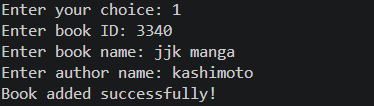 Enter your choice: 1
Enter book ID: 3340
Enter book name: jjk manga
Enter author name: kashimoto
Book added successfully!